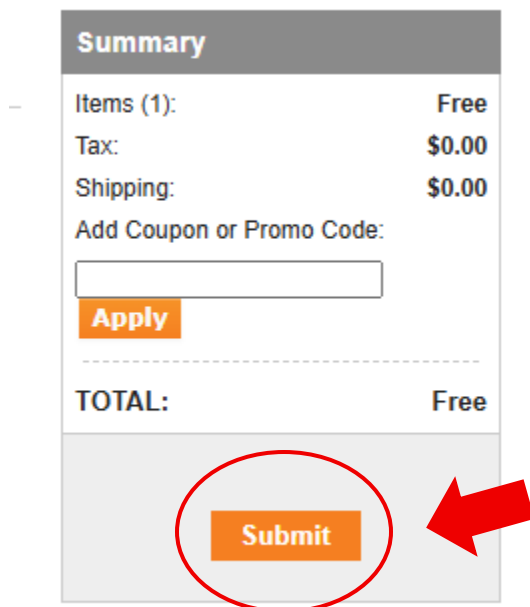 Summary
Items (1): Free
Tax: $0.00
Shipping: $0.00
Add Coupon or Promo Code:
Apply
TOTAL: Free
Submit